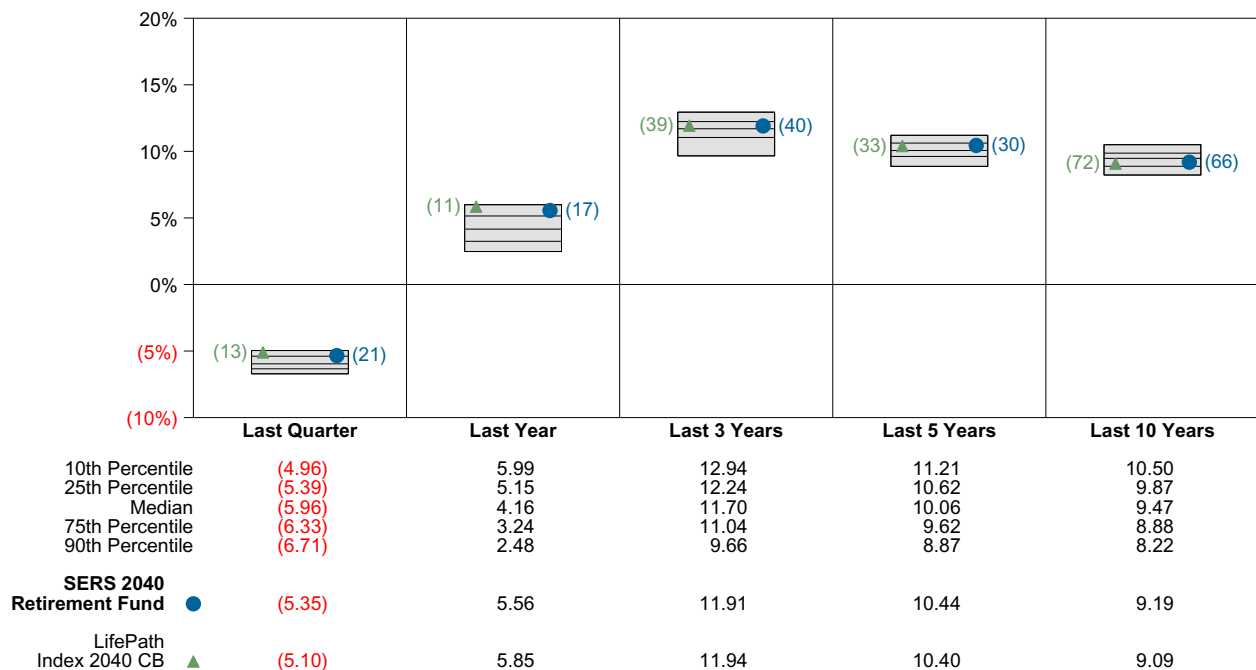 20%
15%
10%
5%
0%
(5%)
(10%)
(13) (21)
(11) (17)
(39) (40)
(33) (30)
(72) (66)
Last Quarter Last Year Last 3 Years Last 5 Years Last 10 Years
10th Percentile (4.96) 5.99 12.94 11.21 10.50
25th Percentile (5.39) 5.15 12.24 10.62 9.87
Median (5.96) 4.16 11.70 10.06 9.47
75th Percentile (6.33) 3.24 11.04 9.62 8.88
90th Percentile (6.71) 2.48 9.66 8.87 8.22
SERS 2040
Retirement Fund (5.35) 5.56 11.91 10.44 9.19
LifePath
Index 2040 CB (5.10) 5.85 11.94 10.40 9.09